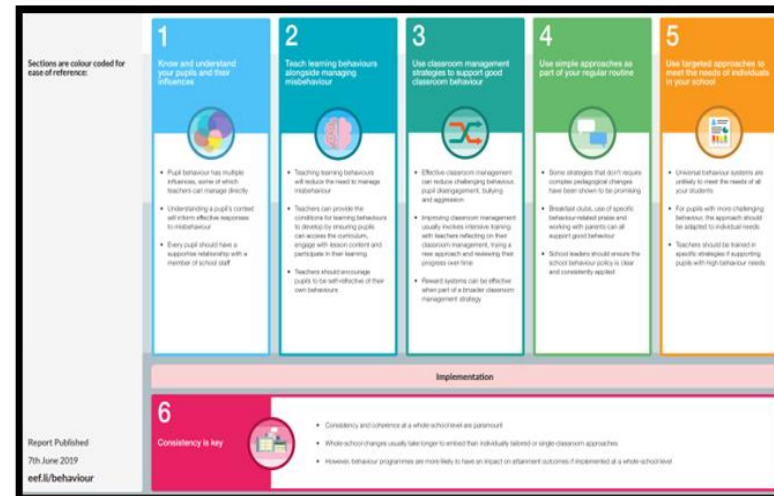 Sections are colour coded for
ease of reference:
1
Know and understand
your pupils and their
influences
• Pupil behaviour has multiple
influences, some of which
teachers can manage directly
• Understanding a pupil's context
will inform effective responses
to misbehaviour
• Every pupil should have a
supportive relationship with a
member of school staff
2
Teach learning behaviours
alongside managing
misbehaviour
• Teaching learning behaviours
will reduce the need to manage
misbehaviour
• Teachers can provide the
conditions for learning behaviours
to develop by ensuring pupils
can access the curriculum,
engage with lesson content and
participate in their learning
• Teachers should encourage
pupils to be self-reflective of their
own behaviours
3
Use classroom management
strategies to support good
classroom behaviour
• Effective classroom management
can reduce challenging behaviour,
pupil disengagement, bullying
and aggression
• Improving classroom management
usually involves intensive training
with teachers reflecting on their
classroom management, trying a
new approach and reviewing their
progress over time
• Reward systems can be effective
when part of a broader classroom
management strategy
4
Use simple approaches as
part of your regular routine
• Some strategies that don't require
complex pedagogical changes
have been shown to be promising
• Breakfast clubs, use of specific
behaviour-related praise and
working with parents can all
support good behaviour
• School leaders should ensure the
school behaviour policy is clear
and consistently applied
5
Use targeted approaches to
meet the needs of individuals
in your school
• Universal behaviour systems are
unlikely to meet the needs of all
your students
• For pupils with more challenging
behaviour, the approach should
be adapted to individual needs
• Teachers should be trained in
specific strategies if supporting
pupils with high behaviour needs
Implementation
6
Consistency is key
• Consistency and coherence at a whole-school level are paramount
• Whole-school changes usually take longer to embed than individually tailored or single-classroom approaches
• However, behaviour programmes are more likely to have an impact on attainment outcomes if implemented at a whole-school level
Report Published
7th June 2019
eef.li/behaviour